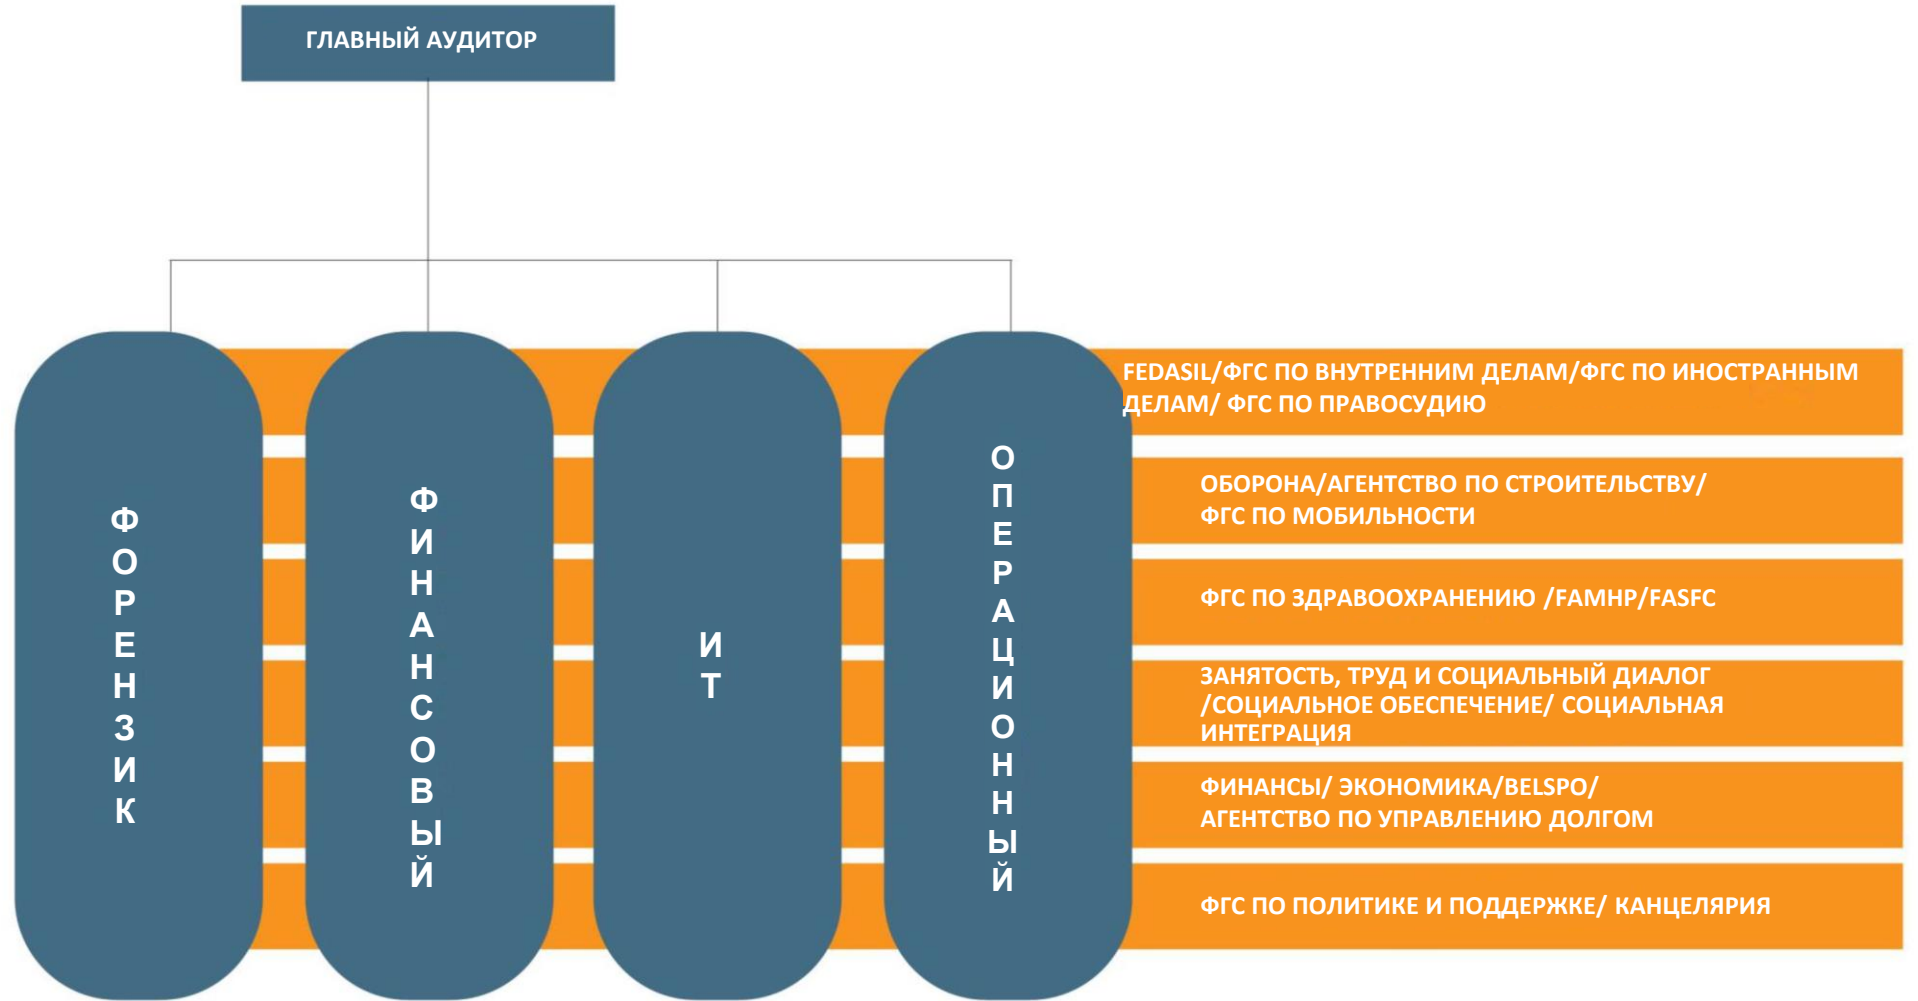 ГЛАВНЫЙ АУДИТОР
ФОРЕНЗИК
ФИНАНСОВЫЙ
ИТ
ОПЕРАЦИОННЫЙ
FEDASIL/ФГС ПО ВНУТРЕННИМ ДЕЛАМ/ФГС ПО ИНОСТРАННЫМ
ДЕЛАМ/ ФГС ПО ПРАВОСУДИЮ
ОБОРОНА/АГЕНТСТВО ПО СТРОИТЕЛЬСТВУ/
ФГС ПО МОБИЛЬНОСТИ
ФГС ПО ЗДРАВООХРАНЕНИЮ /FAMHP/FASFC
ЗАНЯТОСТЬ, ТРУД И СОЦИАЛЬНЫЙ ДИАЛОГ
/СОЦИАЛЬНОЕ ОБЕСПЕЧЕНИЕ/ СОЦИАЛЬНАЯ
ИНТЕГРАЦИЯ
ФИНАНСЫ/ ЭКОНОМИКА/BELSPO/
АГЕНТСТВО ПО УПРАВЛЕНИЮ ДОЛГОМ
ФГС ПО ПОЛИТИКЕ И ПОДДЕРЖКЕ/ КАНЦЕЛЯРИЯ